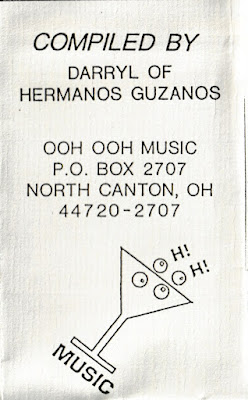 COMPILED BY
DARRYL OF
HERMANOS GUZANOS
OOH OOH MUSIC
P.O. BOX 2707
NORTH CANTON, OH
44720-2707
H!
H!
MUSIC